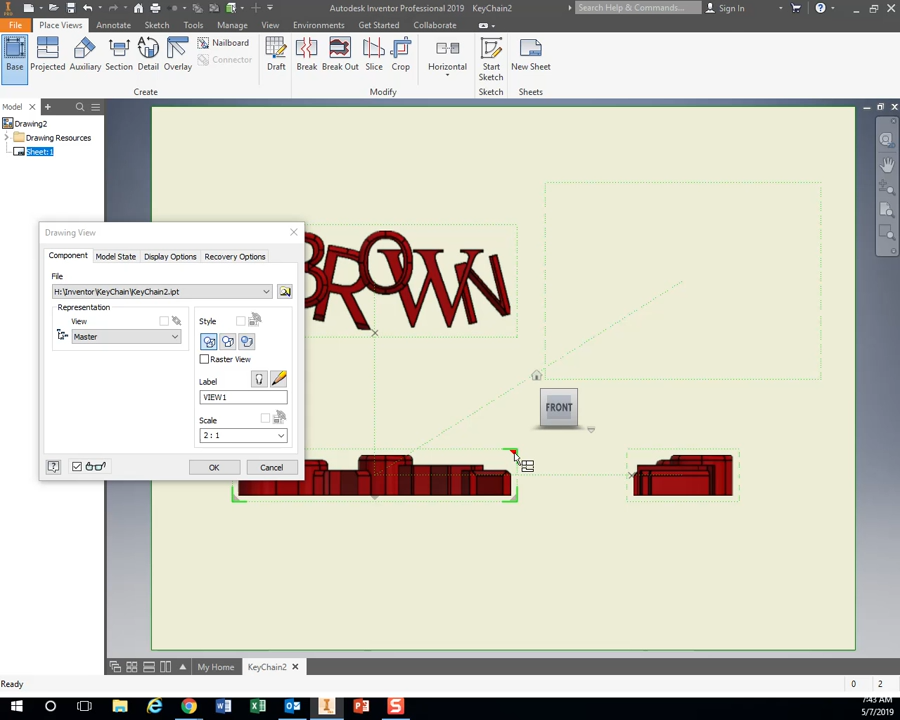 Autodesk Inventor Professional 2019 KeyChain2
Search Help & Commands...
Sign In
File
Place Views
Annotate
Sketch
Tools
Manage
View
Environments
Get Started
Collaborate
Base
Projected
Auxiliary
Section
Detail
Overlay
Nailboard
Connector
Draft
Break
Break Out
Slice
Crop
Horizontal
Start Sketch
New Sheet
Create
Modify
Sketch
Sheets
Model
Drawing2
Drawing Resources
Sheet:1
Drawing View
Component
Model State
Display Options
Recovery Options
File
H:\Inventor\KeyChain\KeyChain2.ipt
Representation
View
Master
Style
Raster View
Label
VIEW1
Scale
2 : 1
OK
Cancel
BROWN
FRONT
My Home
KeyChain2
Ready
0
2
7:43 AM
5/7/2019